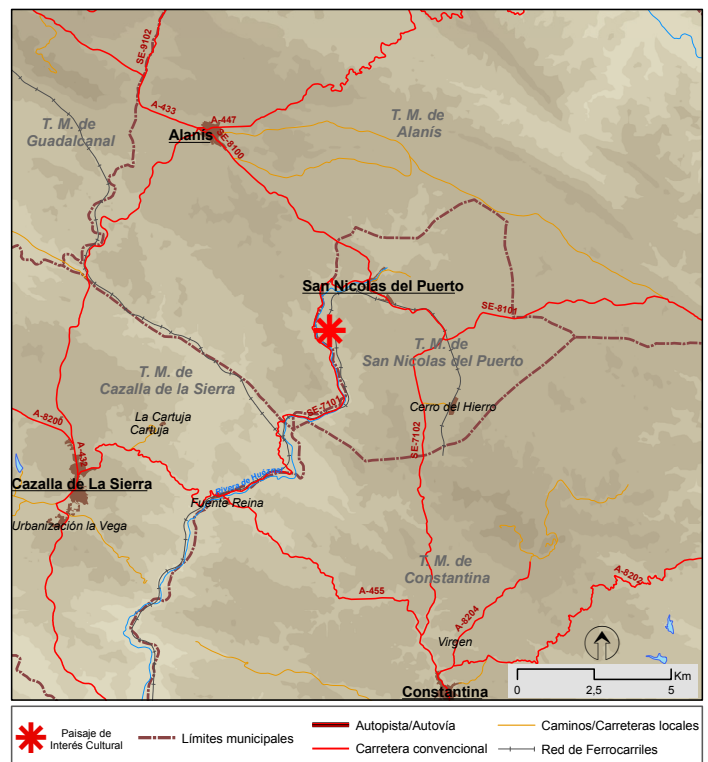 SE-9102
A-433
A-447
T. M. de
Guadalcanal
T. M. de
Alanís
Alanís
SE-8100
San Nicolas del Puerto
SE-8101
T. M. de
San Nicolas del Puerto
T. M. de
Cazalla de la Sierra
SE-7101
Cerro del Hierro
La Cartuja
Cartuja
A-8200
A-432
SE-7102
Cazalla de La Sierra
Rivera de Huéznar
Fuente Reina
Urbanización la Vega
T. M. de
Constantina
A-455
A-8202
A-8204
Virgen
Constantina
Km
0 2,5 5
Paisaje de
Interés Cultural
Límites municipales
Autopista/Autovía
Carretera convencional
Caminos/Carreteras locales
Red de Ferrocarriles